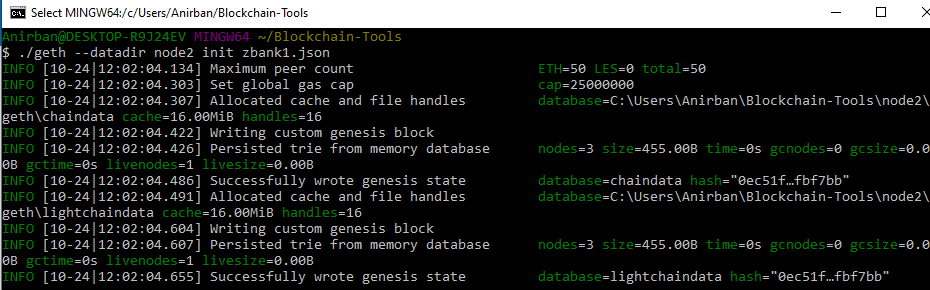 Select MINGW64:/c/Users/Anirban/Blockchain-Tools
Anirban@DESKTOP-R9J24EV MINGW64 ~/Blockchain-Tools
$ ./geth --datadir node2 init zbank1.json
INFO [10-24|12:02:04.134] Maximum peer count                       ETH=50 LES=0 total=50
INFO [10-24|12:02:04.303] Set global gas cap                       cap=25000000
INFO [10-24|12:02:04.307] Allocated cache and file handles         database=C:\Users\Anirban\Blockchain-Tools\node2\
geth\chaindata cache=16.00MiB handles=16
INFO [10-24|12:02:04.422] Writing custom genesis block
INFO [10-24|12:02:04.426] Persisted trie from memory database      nodes=3 size=455.00B time=0s gcnodes=0 gcsize=0.0
0B gctime=0s livenodes=1 livesize=0.00B
INFO [10-24|12:02:04.486] Successfully wrote genesis state         database=chaindata hash="0ec51f…fbf7bb"
INFO [10-24|12:02:04.491] Allocated cache and file handles         database=C:\Users\Anirban\Blockchain-Tools\node2\
geth\lightchaindata cache=16.00MiB handles=16
INFO [10-24|12:02:04.604] Writing custom genesis block
INFO [10-24|12:02:04.607] Persisted trie from memory database      nodes=3 size=455.00B time=0s gcnodes=0 gcsize=0.0
0B gctime=0s livenodes=1 livesize=0.00B
INFO [10-24|12:02:04.655] Successfully wrote genesis state         database=lightchaindata hash="0ec51f…fbf7bb"